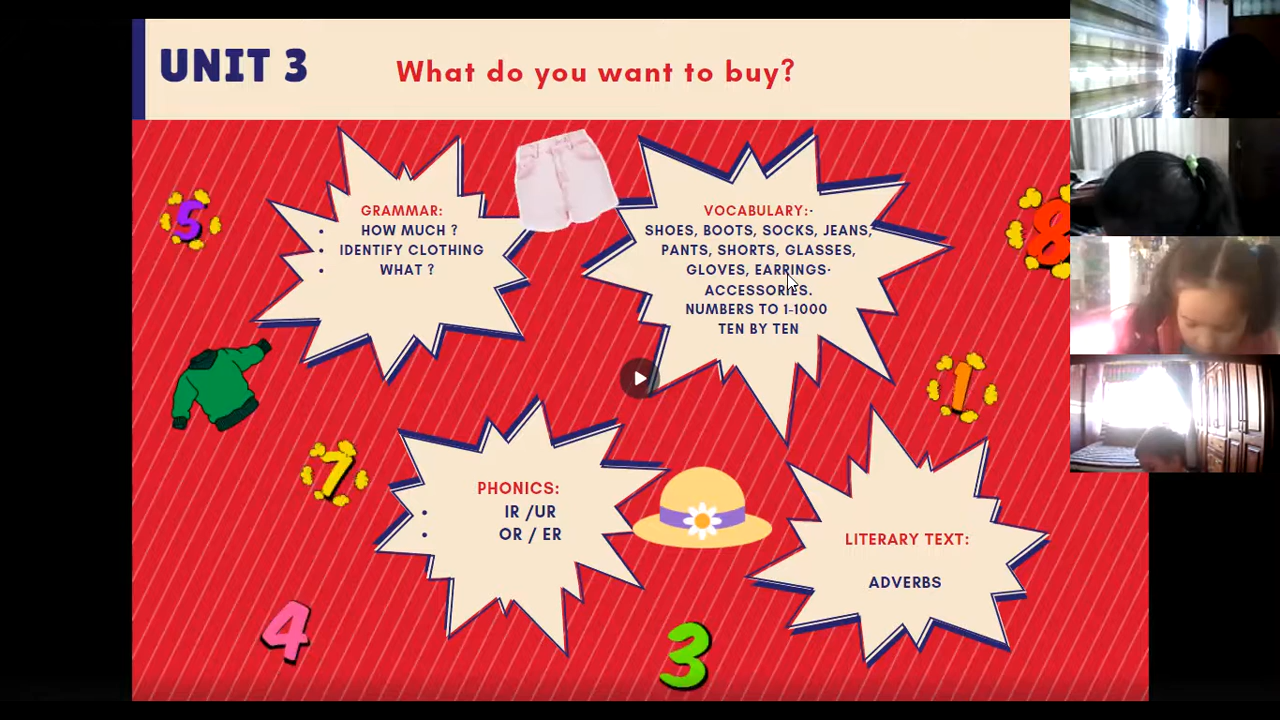 UNIT 3
What do you want to buy?
GRAMMAR:
• HOW MUCH ?
• IDENTIFY CLOTHING
• WHAT ?
VOCABULARY:·
SHOES, BOOTS, SOCKS, JEANS,
PANTS, SHORTS, GLASSES,
GLOVES, EARRINGS·
ACCESSORIES.
NUMBERS TO 1-1000
TEN BY TEN
5
8
1
7
PHONICS:
• IR /UR
• OR / ER
LITERARY TEXT:
ADVERBS
4
3